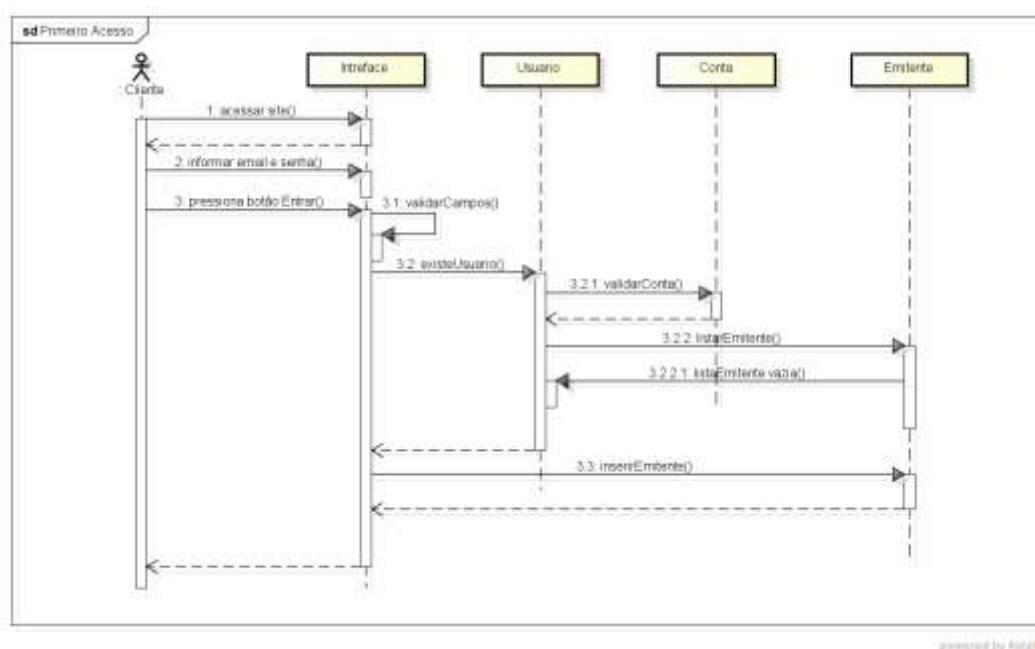 sd Primeiro Acesso
Cliente
Intreface
Usuario
Conta
Emitente
1: acessar site()
2: informar email e senha()
3: pressiona botão Entrar()
3.1: validarCampos()
3.2: existeUsuario()
3.2.1: validarConta()
3.2.2: listarEmitente()
3.2.2.1: listaEmitente vazia()
3.3: inserirEmitente()
powered by